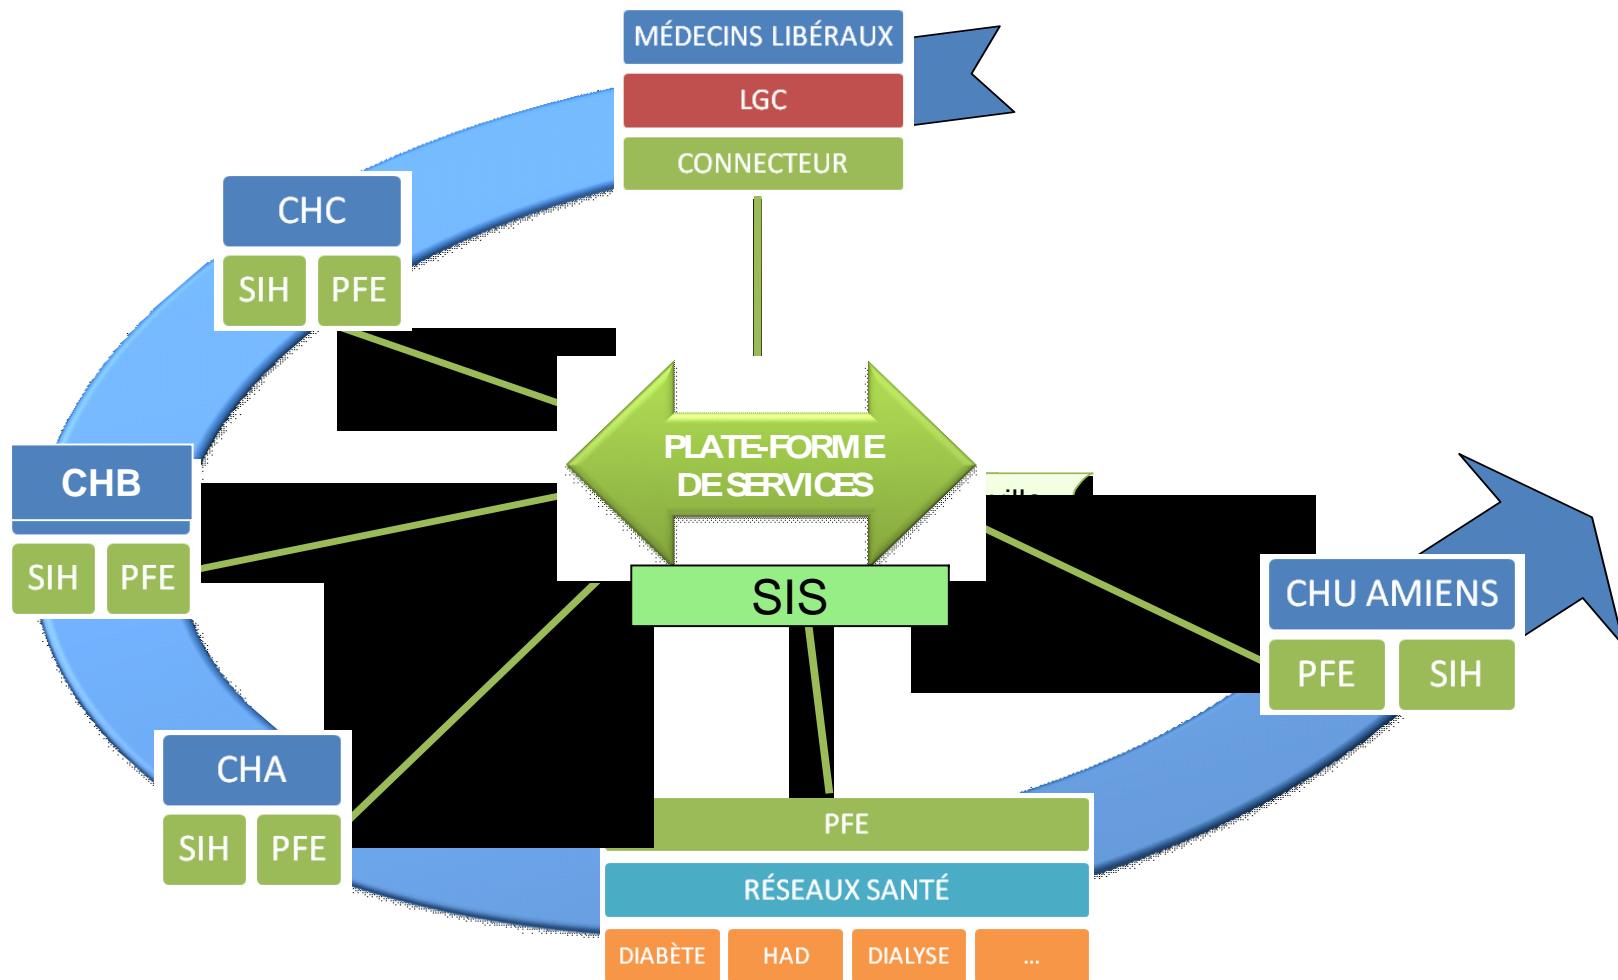 MÉDECINS LIBÉRAUX
LGC
CONNECTEUR
CHC
SIH PFE
PLATE-FORME
DE SERVICES
SIS
CHB
SIH PFE
CHU AMIENS
PFE SIH
CHA
SIH PFE
PFE
RÉSEAUX SANTÉ
DIABÈTE HAD DIALYSE ...